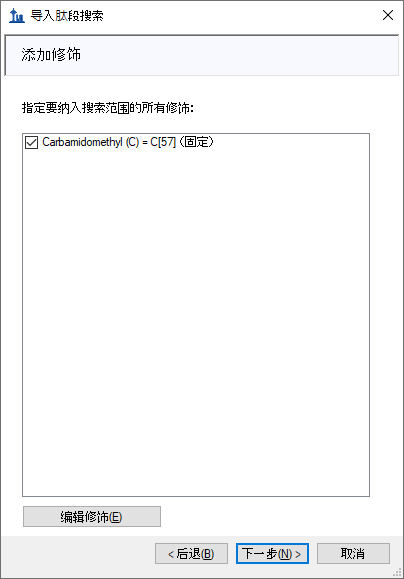 导入肽段搜索
添加修饰
指定要纳入搜索范围的所有修饰:
Carbamidomethyl (C) = C[57] (固定)
编辑修饰(E)
< 后退(B)
下一步(N) >
取消